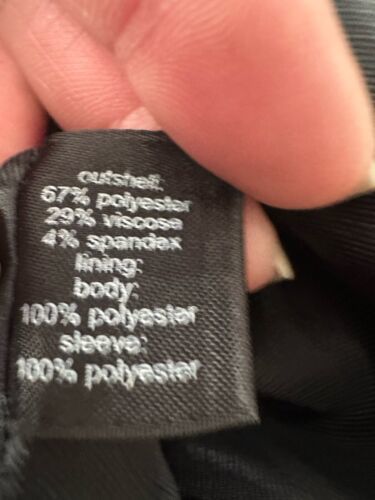 outshell:
67% polyester
29% viscose
4% spandex
lining:
body:
100% polyester
sleeve:
100% polyester